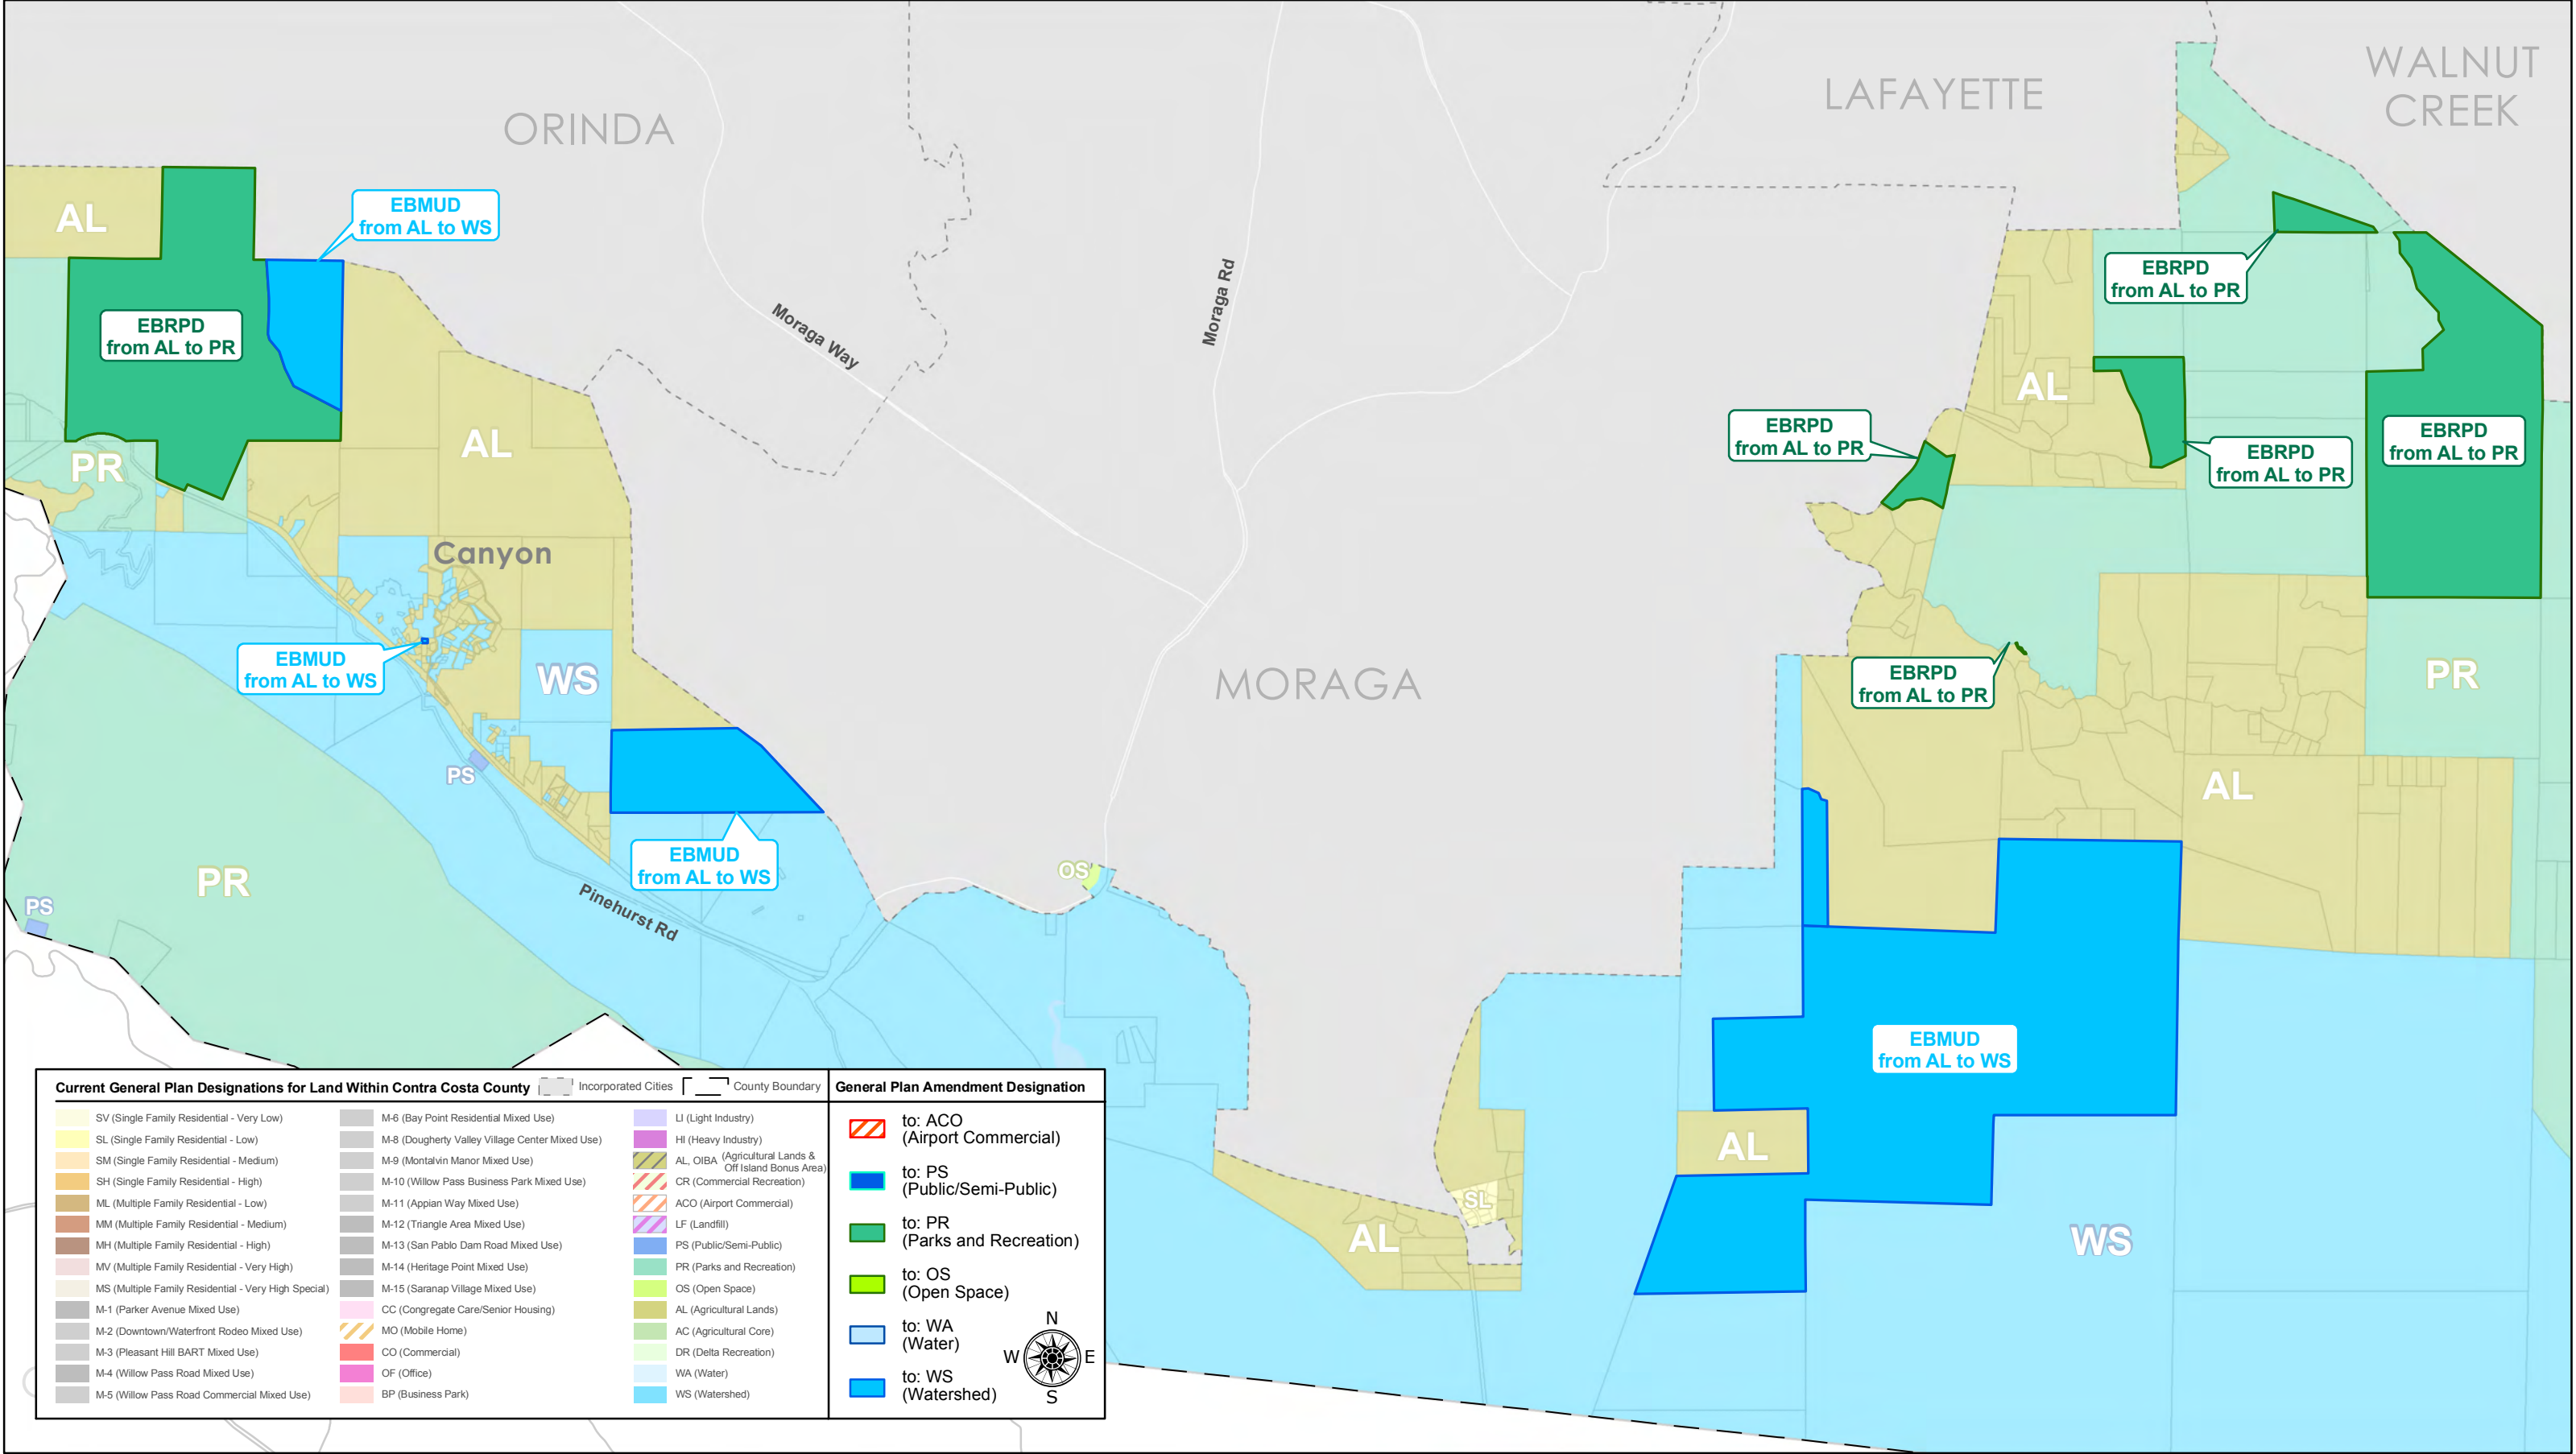 WALNUT
CREEK
LAFAYETTE
ORINDA
AL
EBMUD
from AL to WS
EBRPD
from AL to PR
EBRPD
from AL to PR
Moraga Way
Moraga Rd
AL
AL
PR
EBRPD
from AL to PR
EBRPD
from AL to PR
EBRPD
from AL to PR
Canyon
EBMUD
from AL to WS
WS
MORAGA
EBRPD
from AL to PR
PR
PS
AL
EBMUD
from AL to WS
PR
PS
Pinehurst Rd
OS
EBMUD
from AL to WS
AL
AL
SL
WS
Current General Plan Designations for Land Within Contra Costa County
Incorporated Cities
County Boundary
SV (Single Family Residential - Very Low)
SL (Single Family Residential - Low)
SM (Single Family Residential - Medium)
SH (Single Family Residential - High)
ML (Multiple Family Residential - Low)
MM (Multiple Family Residential - Medium)
MH (Multiple Family Residential - High)
MV (Multiple Family Residential - Very High)
MS (Multiple Family Residential - Very High Special)
M-1 (Parker Avenue Mixed Use)
M-2 (Downtown/Waterfront Rodeo Mixed Use)
M-3 (Pleasant Hill BART Mixed Use)
M-4 (Willow Pass Road Mixed Use)
M-5 (Willow Pass Road Commercial Mixed Use)
M-6 (Bay Point Residential Mixed Use)
M-8 (Dougherty Valley Village Center Mixed Use)
M-9 (Montalvin Manor Mixed Use)
M-10 (Willow Pass Business Park Mixed Use)
M-11 (Appian Way Mixed Use)
M-12 (Triangle Area Mixed Use)
M-13 (San Pablo Dam Road Mixed Use)
M-14 (Heritage Point Mixed Use)
M-15 (Saranap Village Mixed Use)
CC (Congregate Care/Senior Housing)
MO (Mobile Home)
CO (Commercial)
OF (Office)
BP (Business Park)
LI (Light Industry)
HI (Heavy Industry)
AL, OIBA (Agricultural Lands &
Off Island Bonus Area)
CR (Commercial Recreation)
ACO (Airport Commercial)
LF (Landfill)
PS (Public/Semi-Public)
PR (Parks and Recreation)
OS (Open Space)
AL (Agricultural Lands)
AC (Agricultural Core)
DR (Delta Recreation)
WA (Water)
WS (Watershed)
General Plan Amendment Designation
to: ACO
(Airport Commercial)
to: PS
(Public/Semi-Public)
to: PR
(Parks and Recreation)
to: OS
(Open Space)
to: WA
(Water)
to: WS
(Watershed)
N
W
E
S